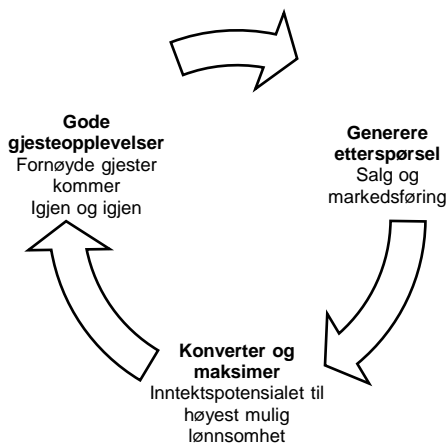 Gode
gjesteopplevelser
Fornøyde gjester
kommer
Igjen og igjen
Generere
etterspørsel
Salg og
markedsføring
Konverter og
maksimer
Inntektspotensialet til
høyest mulig
lønnsomhet